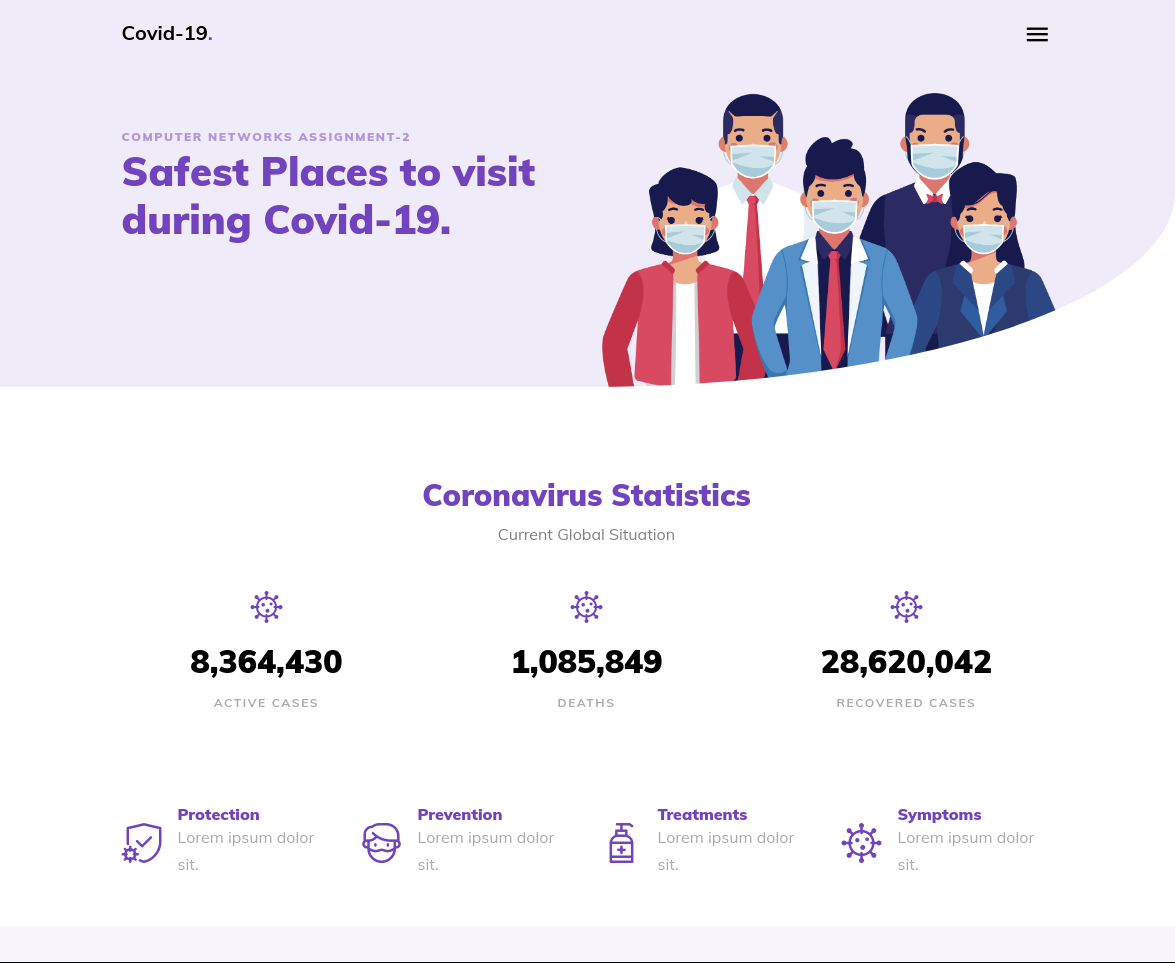 Covid-19.
COMPUTER NETWORKS ASSIGNMENT-2
Safest Places to visit
during Covid-19.
Coronavirus Statistics
Current Global Situation
8,364,430
ACTIVE CASES
1,085,849
DEATHS
28,620,042
RECOVERED CASES
Protection
Lorem ipsum dolor
sit.
Prevention
Lorem ipsum dolor
sit.
Treatments
Lorem ipsum dolor
sit.
Symptoms
Lorem ipsum dolor
sit.